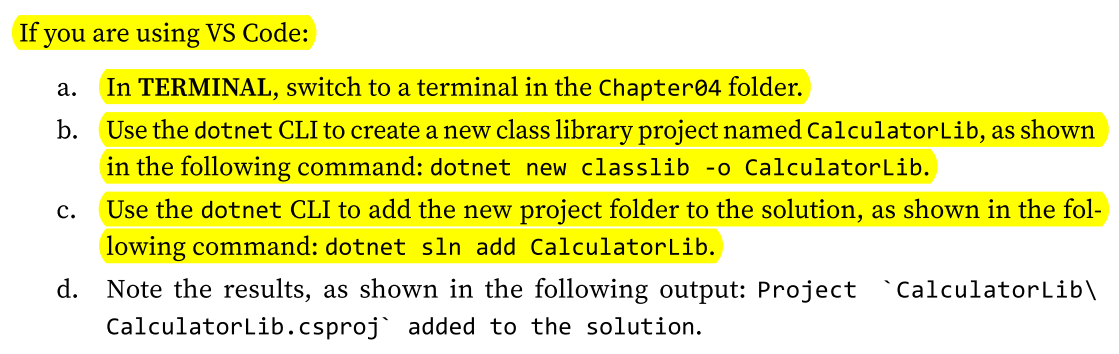 If you are using VS Code:
a. In TERMINAL, switch to a terminal in the Chapter04 folder.
b. Use the dotnet CLI to create a new class library project named CalculatorLib, as shown
in the following command: dotnet new classlib -o CalculatorLib.
c. Use the dotnet CLI to add the new project folder to the solution, as shown in the fol-
lowing command: dotnet sln add CalculatorLib.
d. Note the results, as shown in the following output: Project `CalculatorLib\
CalculatorLib.csproj` added to the solution.